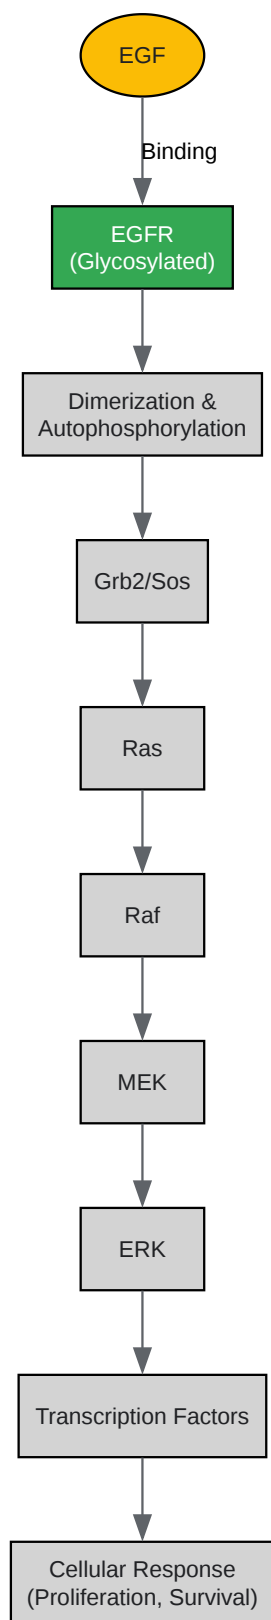 EGF
Binding
EGFR
(Glycosylated)
Dimerization &
Autophosphorylation
Grb2/Sos
Ras
Raf
MEK
ERK
Transcription Factors
Cellular Response
(Proliferation, Survival)